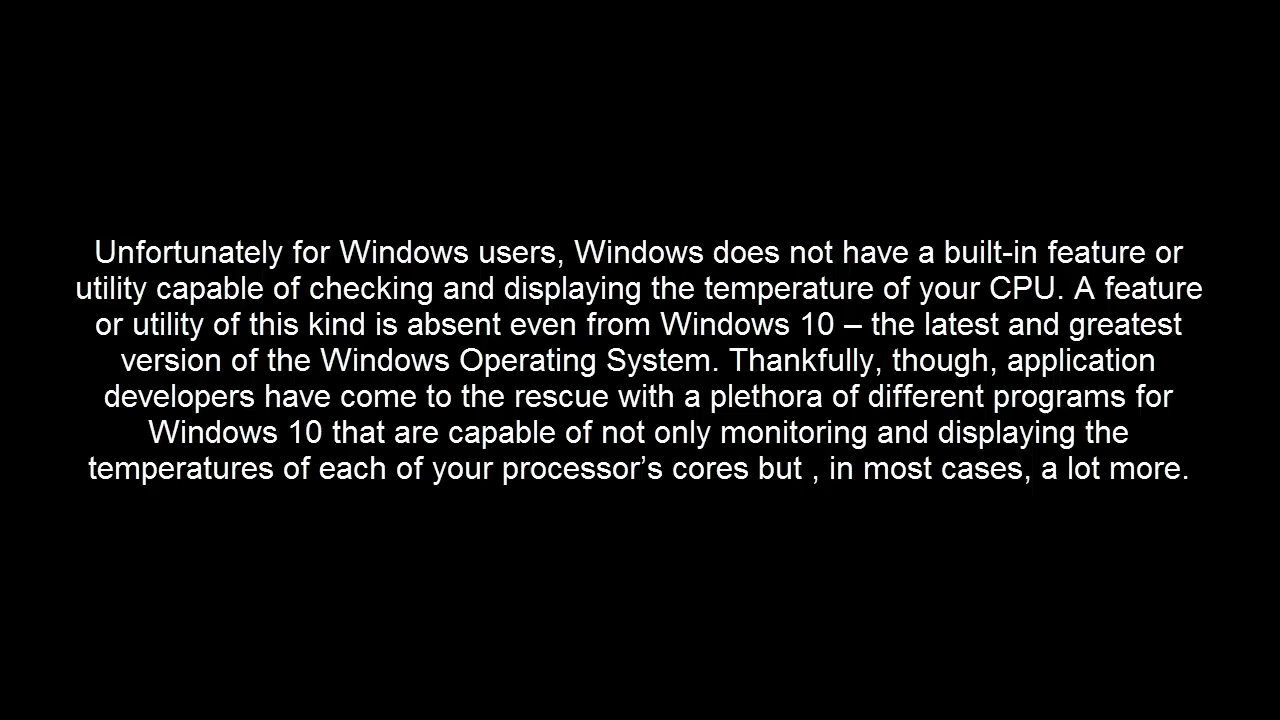 Unfortunately for Windows users, Windows does not have a built-in feature or
utility capable of checking and displaying the temperature of your CPU. A feature
or utility of this kind is absent even from Windows 10 – the latest and greatest
version of the Windows Operating System. Thankfully, though, application
developers have come to the rescue with a plethora of different programs for
Windows 10 that are capable of not only monitoring and displaying the
temperatures of each of your processor’s cores but , in most cases, a lot more.